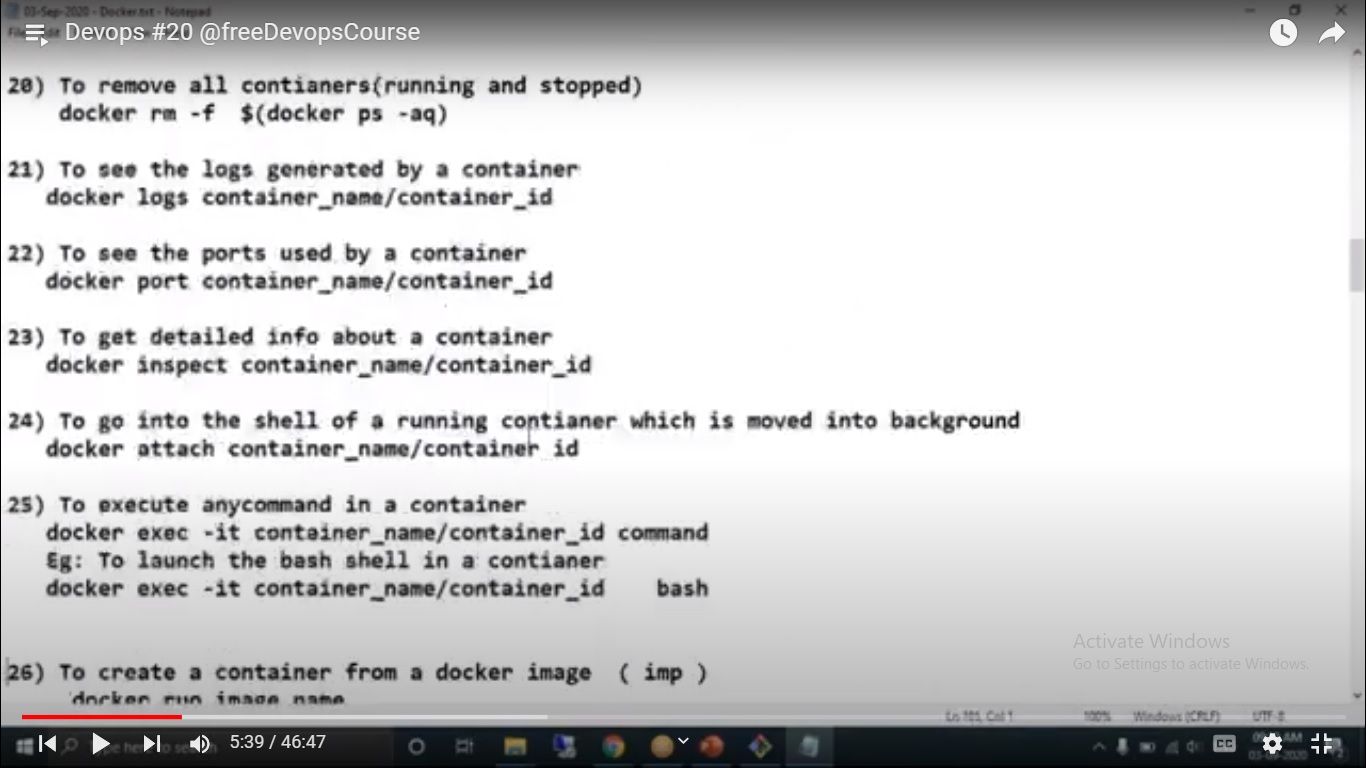 03-Sep-2020 - Docker.txt - Notepad
Devops #20 @freeDevopsCourse
20) To remove all contianers(running and stopped)
docker rm -f $(docker ps -aq)
21) To see the logs generated by a container
docker logs container_name/container_id
22) To see the ports used by a container
docker port container_name/container_id
23) To get detailed info about a container
docker inspect container_name/container_id
24) To go into the shell of a running contianer which is moved into background
docker attach container_name/container id
25) To execute anycommand in a container
docker exec -it container_name/container_id command
Eg: To launch the bash shell in a contianer
docker exec -it container_name/container_id bash
26) To create a container from a docker image ( imp )
docker run image_name
Activate Windows
Go to Settings to activate Windows.
Ln 105, Col 1 100% Windows (CRLF) UTF-8
5:39 / 46:47
CC
03-09-2020